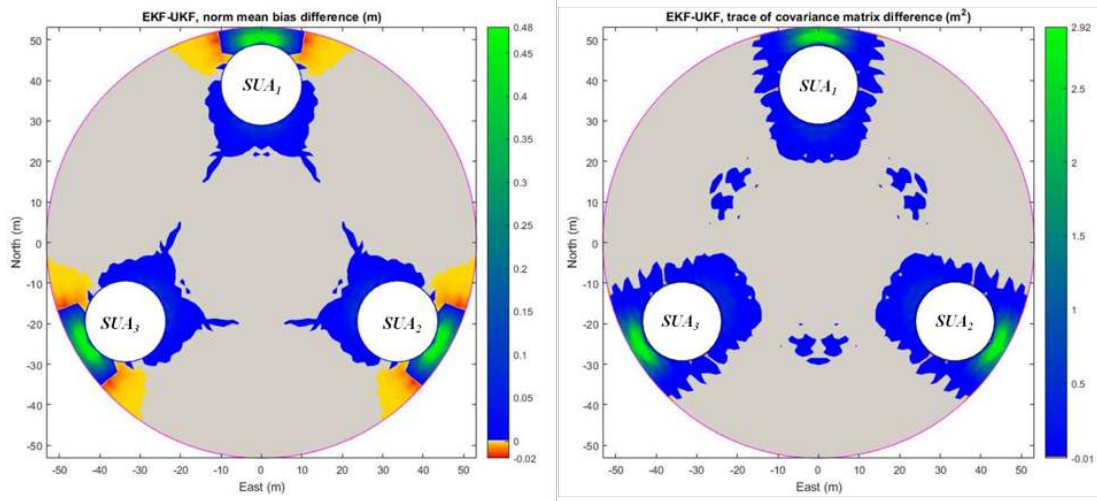 EKF-UKF, norm mean bias difference (m)
50
40
30
20
10
0
-10
-20
-30
-40
-50
North (m)
SUA1
SUA3
SUA2
-50 -40 -30 -20 -10 0 10 20 30 40 50
East (m)
0.48
0.45
0.4
0.35
0.3
0.25
0.2
0.15
0.1
0.05
0
-0.02
EKF-UKF, trace of covariance matrix difference (m²)
50
40
30
20
10
0
-10
-20
-30
-40
-50
North (m)
SUA1
SUA3
SUA2
-50 -40 -30 -20 -10 0 10 20 30 40 50
East (m)
2.92
2.5
2
1.5
1
0.5
-0.01